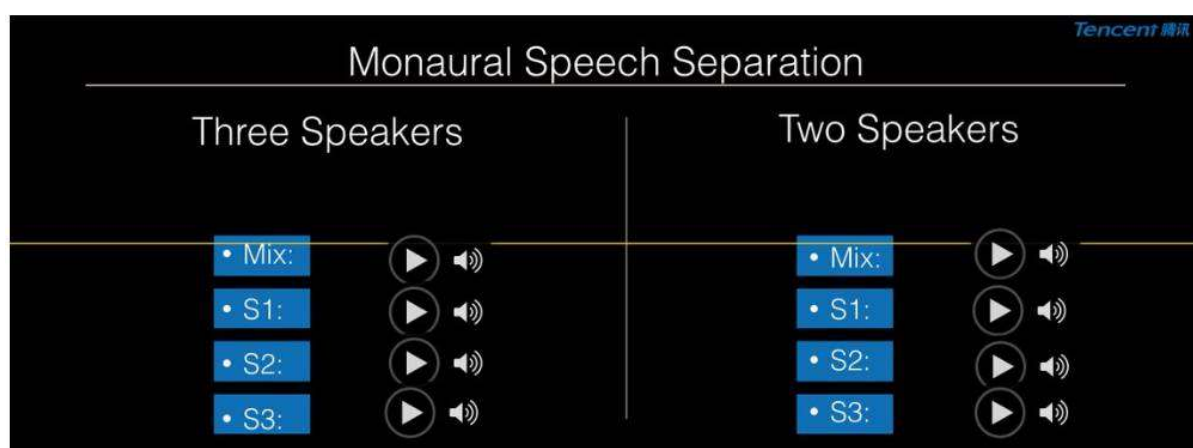 Tencent 腾讯
Monaural Speech Separation
Three Speakers
• Mix:
• S1:
• S2:
• S3:
Two Speakers
• Mix:
• S1:
• S2:
• S3: